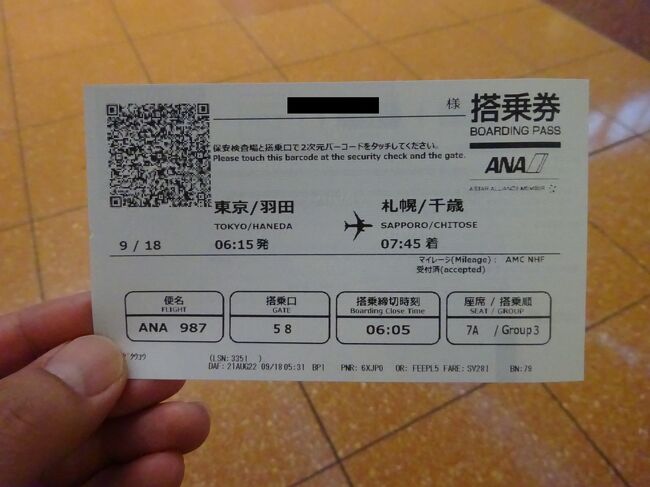 様 搭乗券
BOARDING PASS
保安検査場と搭乗口で2次元バーコードをタッチしてください。
Please touch this barcode at the security check and the gate.
ANA
A STAR ALLIANCE MEMBER
東京/羽田 札幌/千歳
TOKYO/HANEDA SAPPORO/CHITOSE
9 / 18 06:15 発 07:45 着
マイレージ(Mileage) : AMC NHF
受付済(accepted)
便名 搭乗口 搭乗締切時刻 座席 / 搭乗順
FLIGHT GATE Boarding Close Time SEAT / GROUP
ANA 987 58 06:05 7A / Group3
(LSN:3351 )
DAF: 21AUG22 09/18 05:31 BP1 PNR: 6XJP0 OR: FEEPL5 FARE: SV281 BN:79